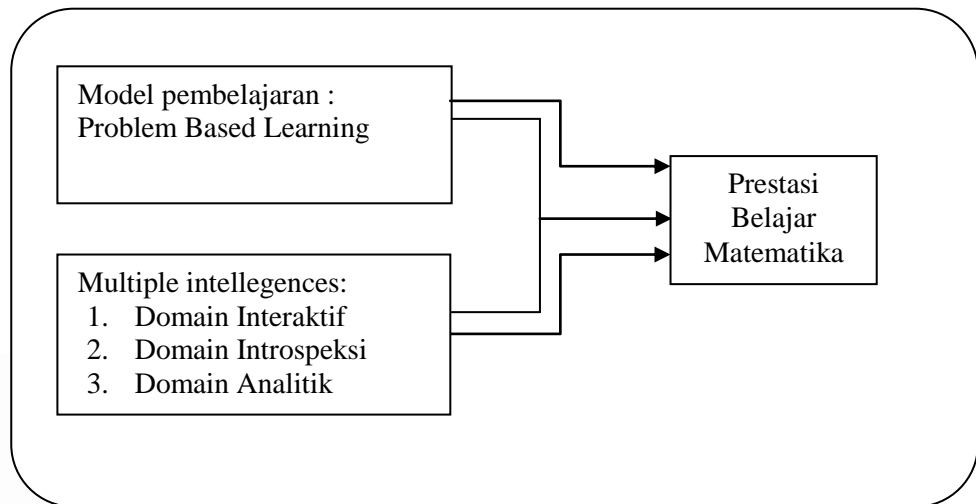 Model pembelajaran :
Problem Based Learning
Multiple intellegences:
1. Domain Interaktif
2. Domain Introspeksi
3. Domain Analitik
Prestasi
Belajar
Matematika